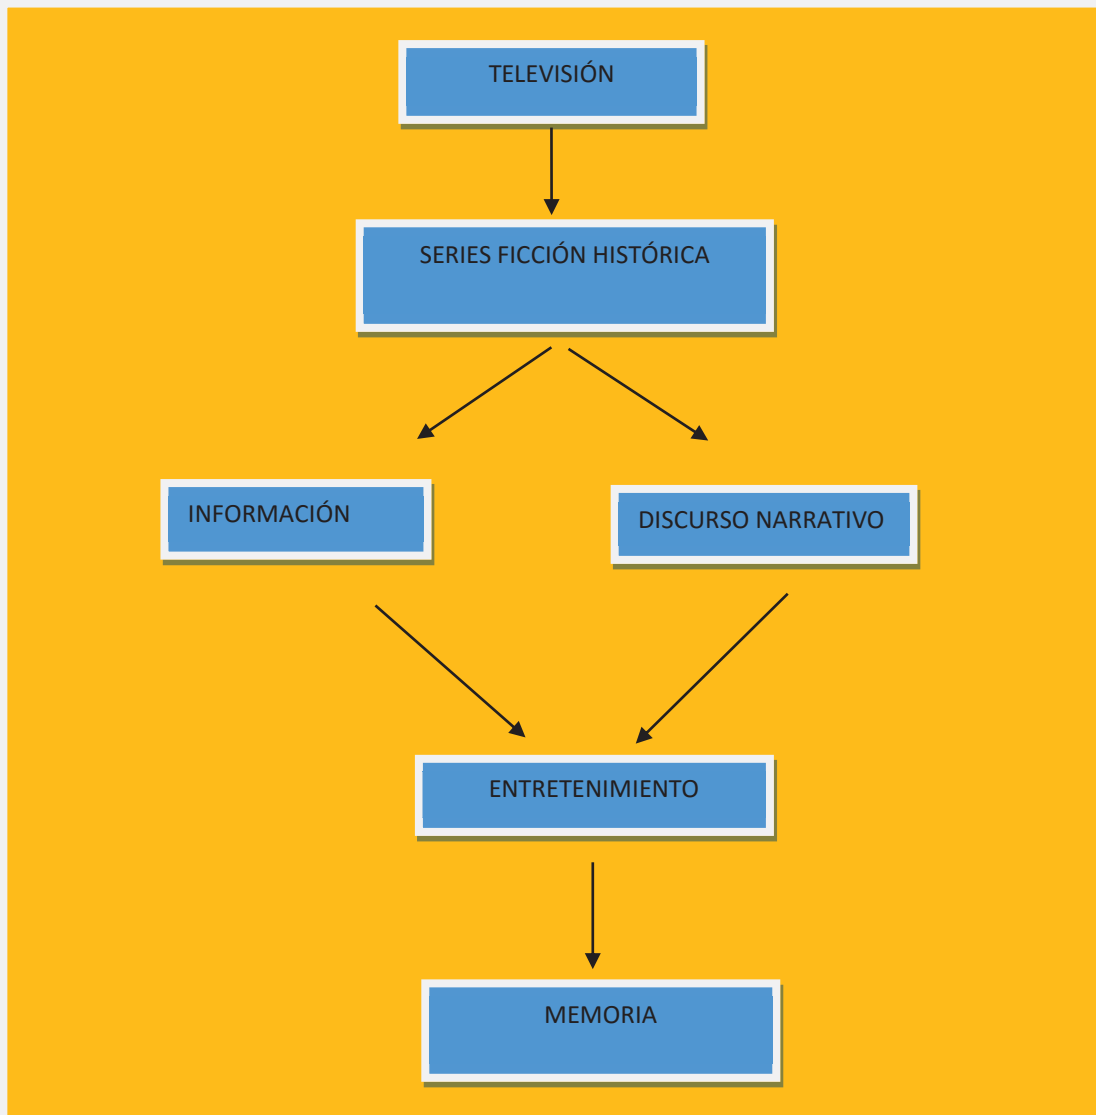 TELEVISIÓN
SERIES FICCIÓN HISTÓRICA
INFORMACIÓN
DISCURSO NARRATIVO
ENTRETENIMIENTO
MEMORIA